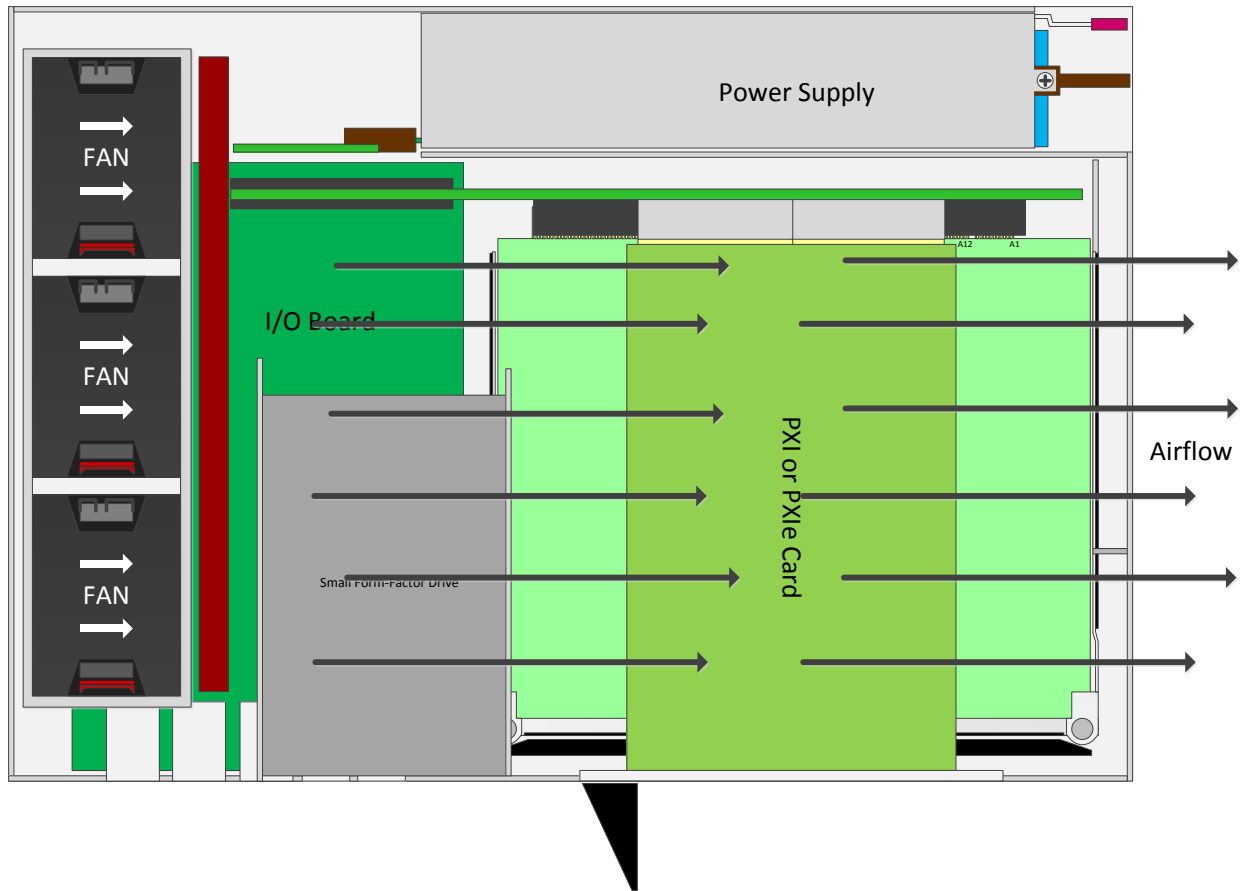 Power Supply
FAN
A12 A1
I/O Board
FAN
PXI or PXIe Card
Airflow
Small Form-Factor Drive
FAN